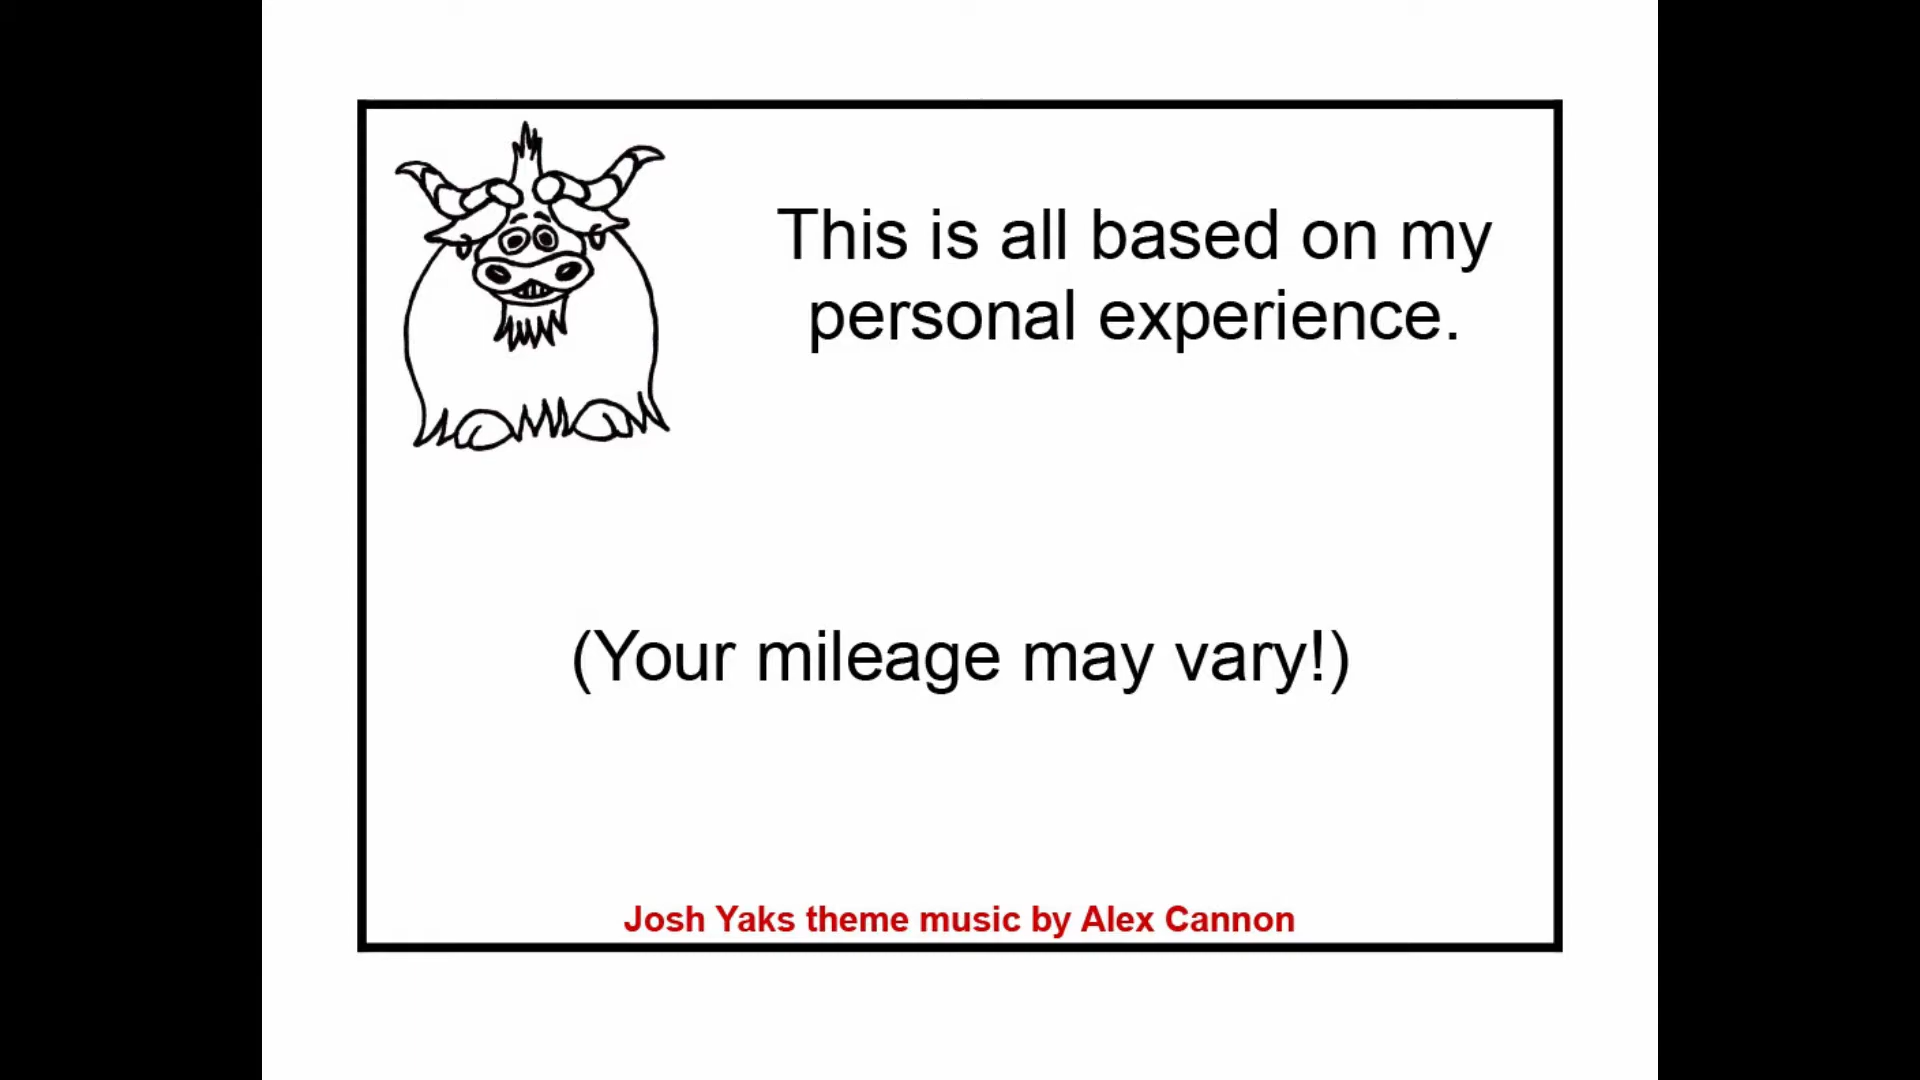 This is all based on my
personal experience.
(Your mileage may vary!)
Josh Yaks theme music by Alex Cannon